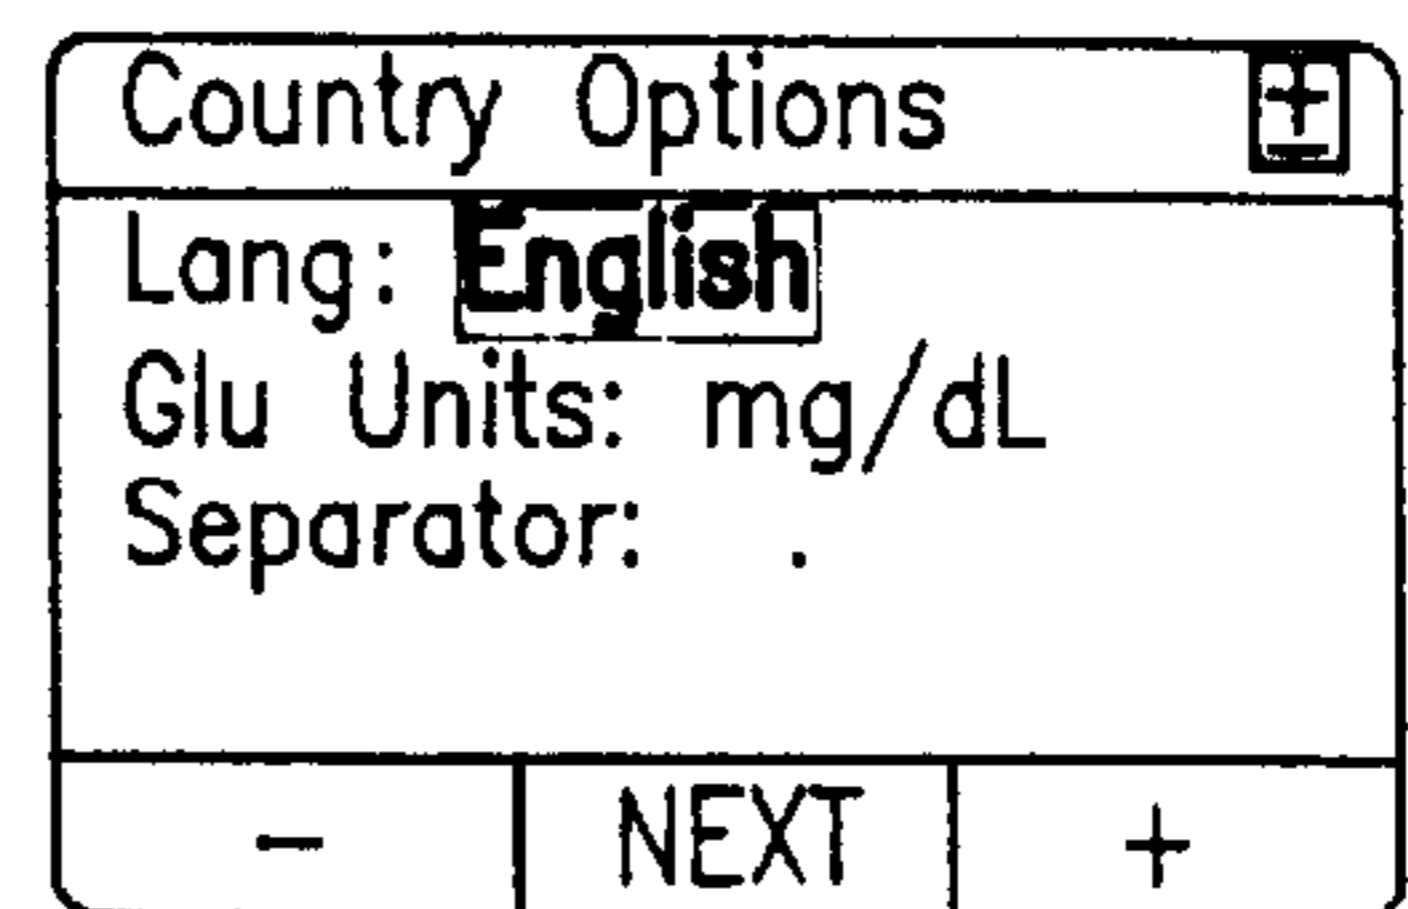 Country Options ±
Lang: English
Glu Units: mg/dL
Separator: .
- NEXT +